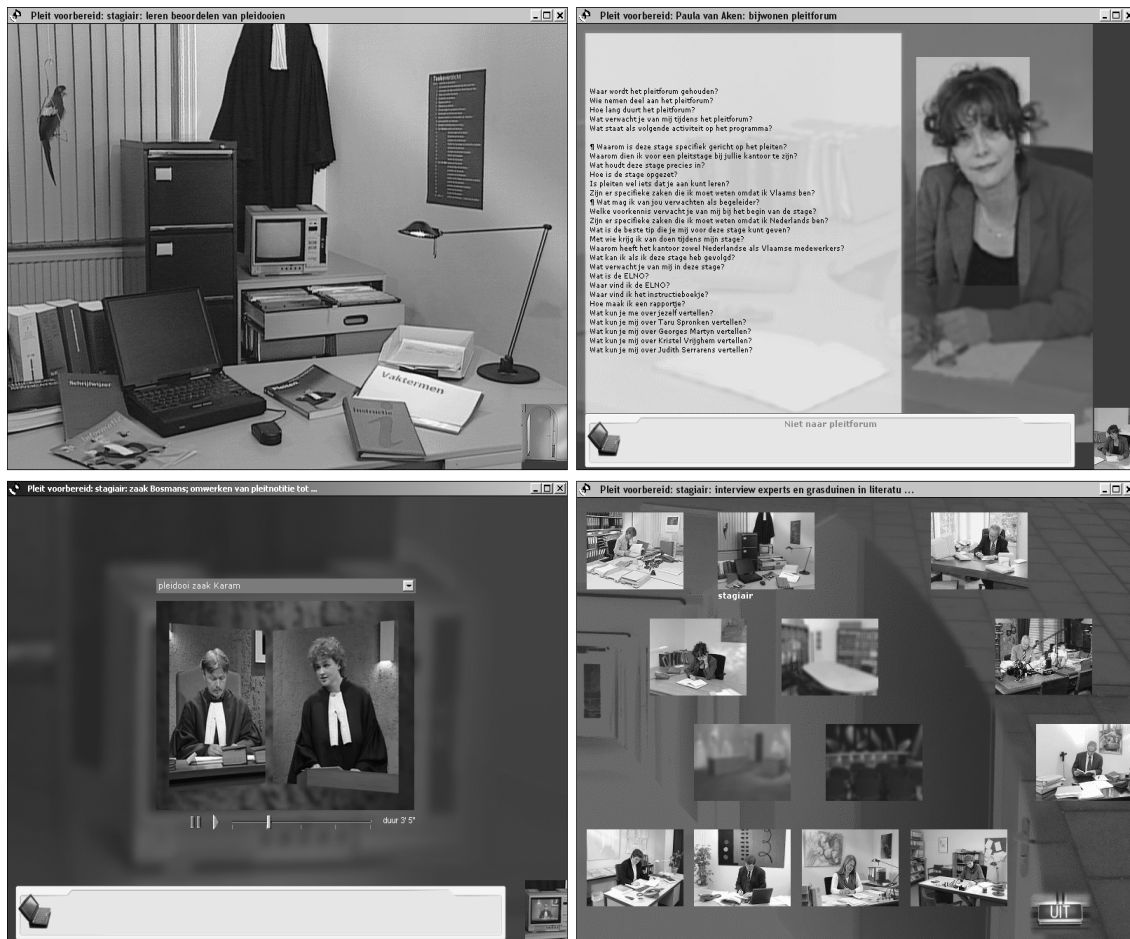 Pleit voorbereid: stagiair: leren beoordelen van pleidooien
Takenoverzicht
Schrijfwijzer
Informatie
Plannen
Instructie
Vaktermen
Pleit voorbereid: Paula van Aken: bijwonen pleitforum
Waar wordt het pleitforum gehouden?
Wie nemen deel aan het pleitforum?
Hoe lang duurt het pleitforum?
Wat verwacht je van mij tijdens het pleitforum?
Wat staat als volgende activiteit op het programma?
¶ Waarom is deze stage specifiek gericht op het pleiten?
Waarom dien ik voor een pleitstage bij jullie kantoor te zijn?
Wat houdt deze stage precies in?
Hoe is de stage opgezet?
Is pleiten wel iets dat je aan kunt leren?
Zijn er specifieke zaken die ik moet weten omdat ik Vlaams ben?
¶ Wat mag ik van jou verwachten als begeleider?
Welke voorkennis verwacht je van mij bij het begin van de stage?
Zijn er specifieke zaken die ik moet weten omdat ik Nederlands ben?
Wat is de beste tip die je mij voor deze stage kunt geven?
Met wie krijg ik van doen tijdens mijn stage?
Waarom heeft het kantoor zowel Nederlandse als Vlaamse medewerkers?
Wat kan ik als ik deze stage heb gevolgd?
Wat verwacht je van mij in deze stage?
Wat is de ELNO?
Waar vind ik de ELNO?
Waar vind ik het instructieboekje?
Hoe maak ik een rapportje?
Wat kun je me over jezelf vertellen?
Wat kun je mij over Taru Spronken vertellen?
Wat kun je mij over Georges Martyn vertellen?
Wat kun je mij over Kristel Vrijghem vertellen?
Wat kun je mij over Judith Serrarens vertellen?
Niet naar pleitforum
Pleit voorbereid: stagiair: zaak Bosmans; omwerken van pleitnotitie tot ...
pleidooi zaak Karam
duur 3' 5"
Pleit voorbereid: stagiair: interview experts en grasduinen in literatu ...
stagiair
UIT